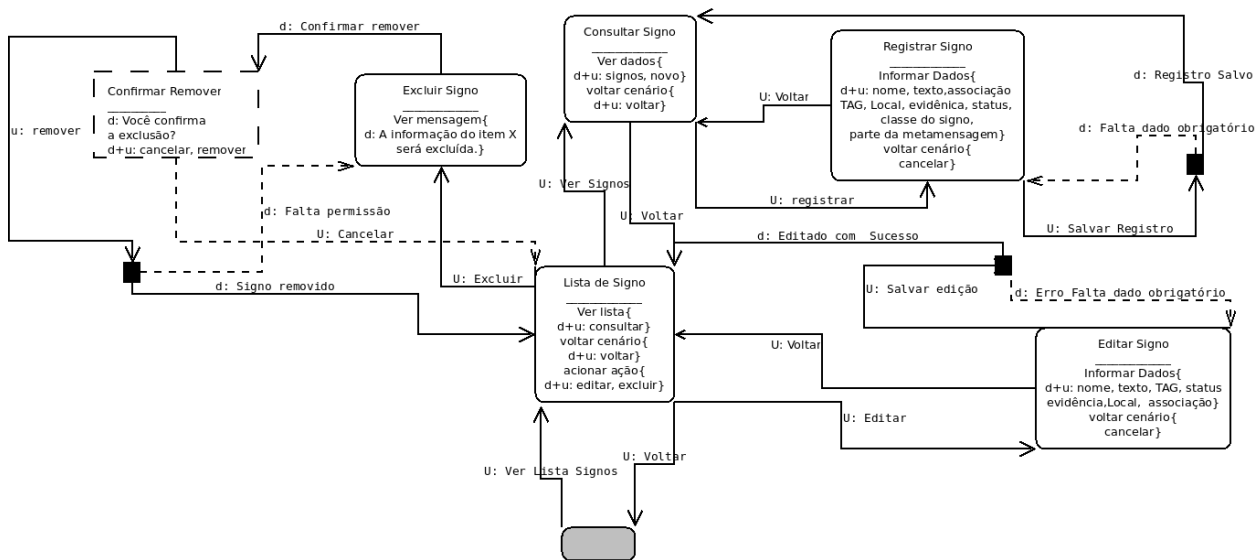 d: Confirmar remover
Confirmar Remover
d: Você confirma
a exclusão?
d+u: cancelar, remover
u: remover
Excluir Signo
Ver mensagem{
d: A informação do item X
será excluída.}
Consultar Signo
Ver dados{
d+u: signos, novo}
voltar cenário{
d+u: voltar}
U: Voltar
Registrar Signo
Informar Dados{
d+u: nome, texto,associação
TAG, Local, evidênica, status,
classe do signo,
parte da metamensagem}
voltar cenário{
cancelar}
d: Registro Salvo
d: Falta dado obrigatório
U: Ver Signos
U: registrar
d: Falta permissão
U: Voltar
U: Salvar Registro
U: Cancelar
d: Editado com Sucesso
U: Excluir
d: Signo removido
Lista de Signo
Ver lista{
d+u: consultar}
voltar cenário{
d+u: voltar}
acionar ação{
d+u: editar, excluir}
U: Salvar edição
d: Erro Falta dado obrigatório
U: Voltar
Editar Signo
Informar Dados{
d+u: nome, texto, TAG, status
evidência,Local, associação}
voltar cenário{
cancelar}
U: Editar
U: Voltar
U: Ver Lista Signos